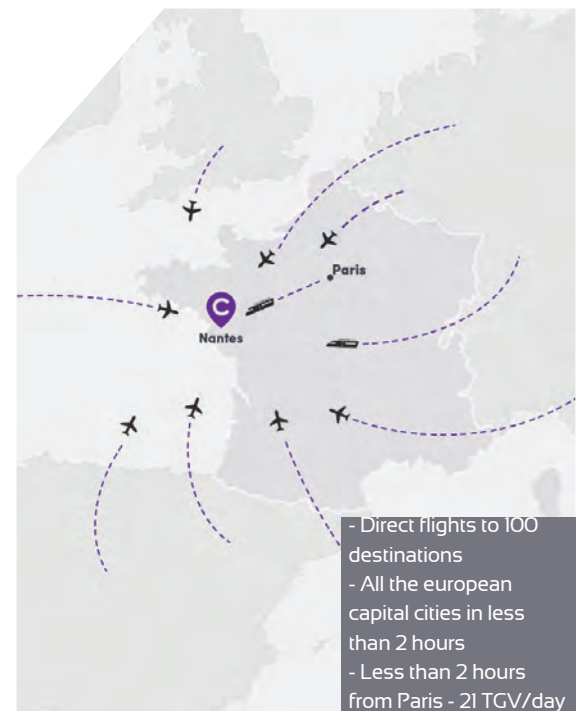 Paris
C
Nantes
- Direct flights to 100
destinations
- All the european
capital cities in less
than 2 hours
- Less than 2 hours
from Paris - 21 TGV/day